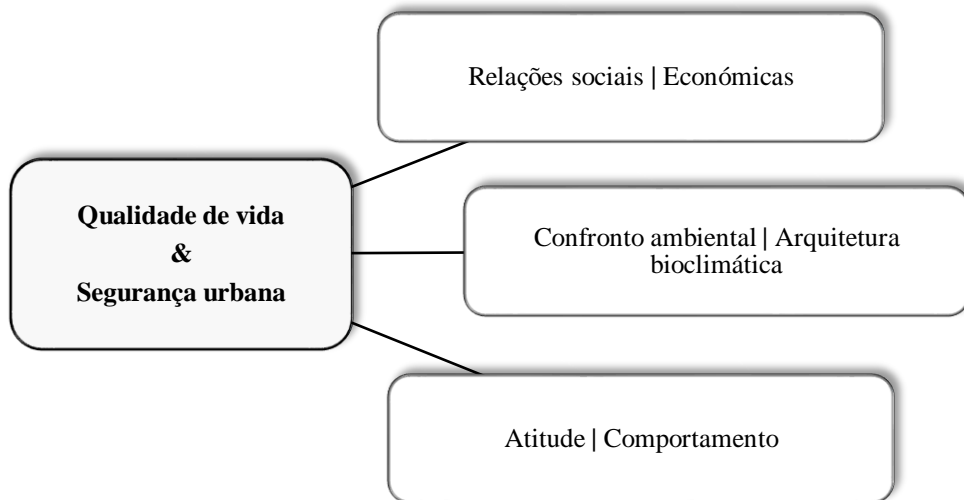 Relações sociais | Económicas
Qualidade de vida
&
Segurança urbana
Confronto ambiental | Arquitetura
bioclimática
Atitude | Comportamento